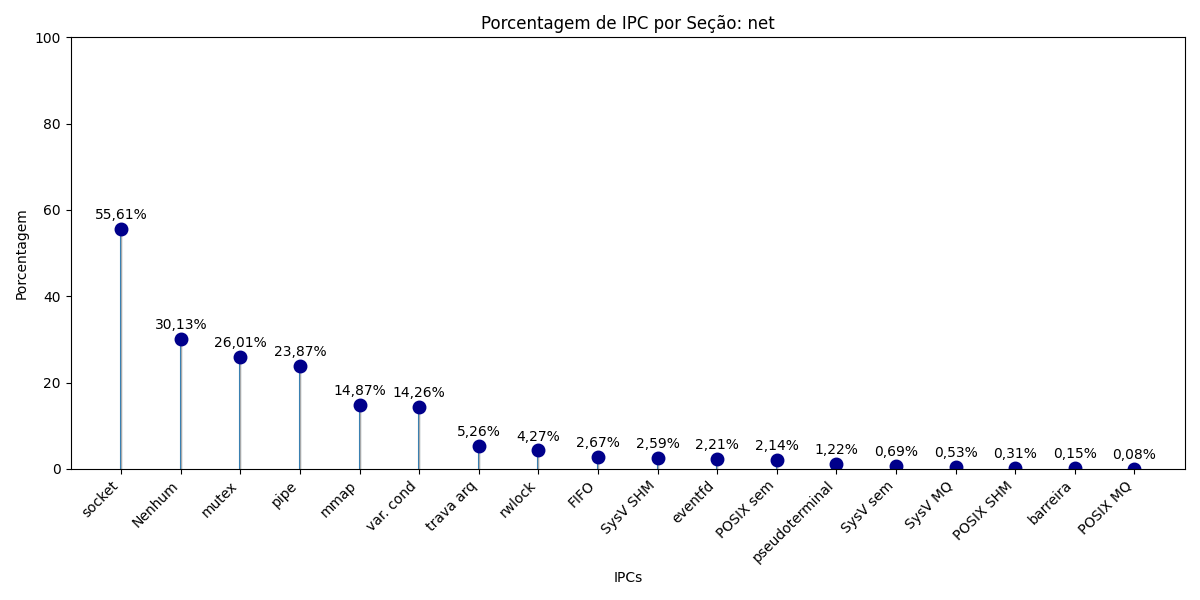 Porcentagem de IPC por Seção: net
100
80
60
40
20
0
Porcentagem
55,61%
30,13%
26,01%
23,87%
14,87%
14,26%
5,26%
4,27%
2,67%
2,59%
2,21%
2,14%
1,22%
0,69%
0,53%
0,31%
0,15%
0,08%
socket
Nenhum
mutex
pipe
mmap
var. cond
trava arq
rwlock
FIFO
SysV SHM
eventfd
POSIX sem
pseudoterminal
SysV sem
SysV MQ
POSIX SHM
barreira
POSIX MQ
IPCs